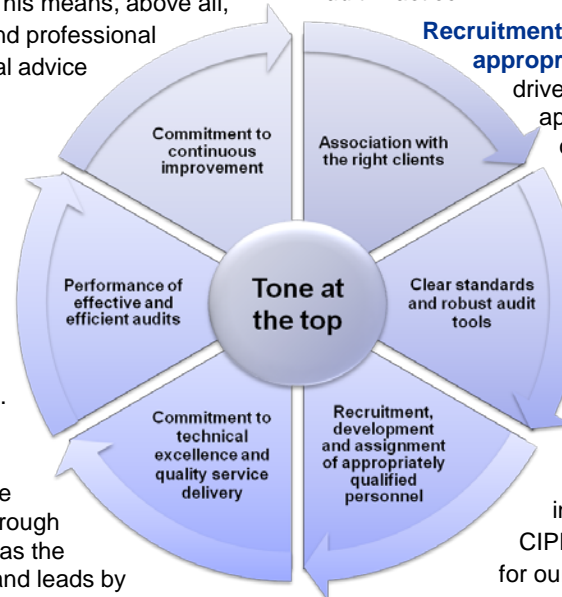 This means, above all,
nd professional
al advice
Recruitment
appropr
drive
ap
Commitment to
continuous
improvement
Association with
the right clients
Performance of
effective and
efficient audits
Tone at
the top
Clear standards
and robust audit
tools
Commitment to
technical
excellence and
quality service
delivery
Recruitment,
development
and assignment
of appropriately
qualified
personnel
.
e
rough
as the
and leads by
in
CIP
for ou